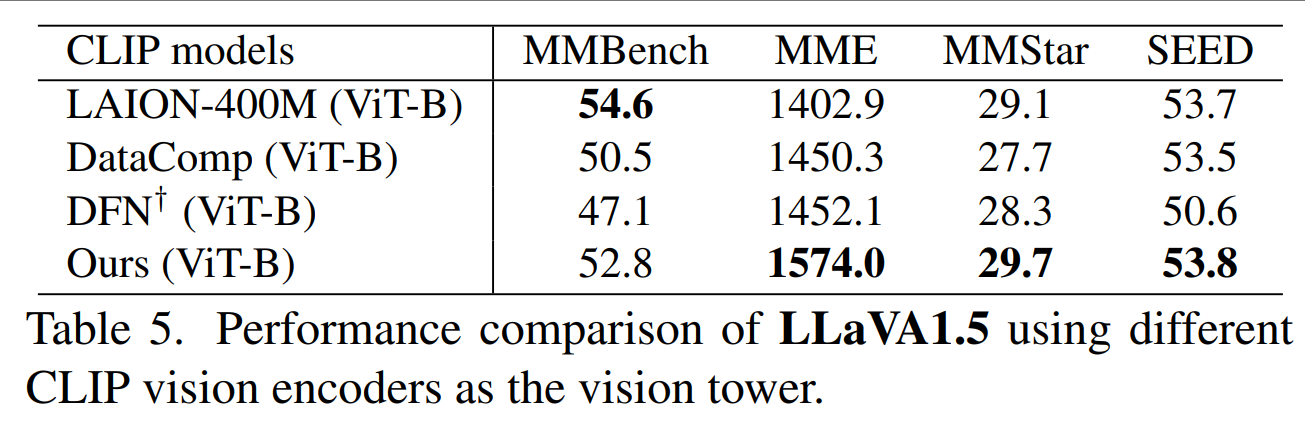 CLIP models MMBench MME MMStar SEED
LAION-400M (ViT-B) 54.6 1402.9 29.1 53.7
DataComp (ViT-B) 50.5 1450.3 27.7 53.5
DFN† (ViT-B) 47.1 1452.1 28.3 50.6
Ours (ViT-B) 52.8 1574.0 29.7 53.8
Table 5. Performance comparison of LLaVA1.5 using different
CLIP vision encoders as the vision tower.